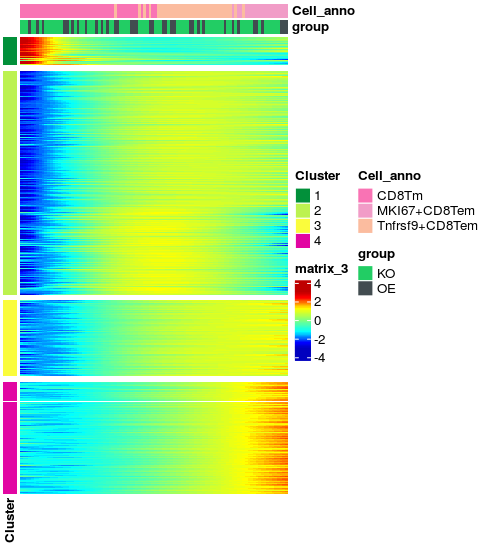 Cell_anno
group
Cluster
1
2
3
4
Cell_anno
CD8Tm
MKI67+CD8Tem
Tnfrsf9+CD8Tem
group
KO
OE
matrix_3
4
2
0
-2
-4
Cluster